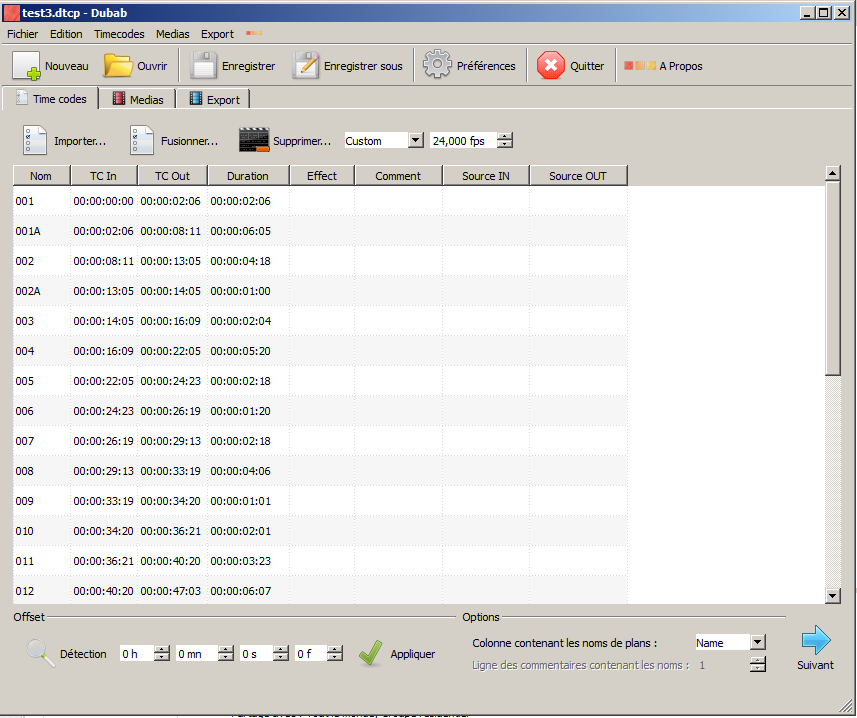 test3.dtcp - Dubab
Fichier Edition Timecodes Medias Export
Nouveau Ouvrir Enregistrer Enregistrer sous Préférences Quitter A Propos
Time codes Medias Export
Importer... Fusionner... Supprimer... Custom 24,000 fps
Nom TC In TC Out Duration Effect Comment Source IN Source OUT
001 00:00:00:00 00:00:02:06 00:00:02:06
001A 00:00:02:06 00:00:08:11 00:00:06:05
002 00:00:08:11 00:00:13:05 00:00:04:18
002A 00:00:13:05 00:00:14:05 00:00:01:00
003 00:00:14:05 00:00:16:09 00:00:02:04
004 00:00:16:09 00:00:22:05 00:00:05:20
005 00:00:22:05 00:00:24:23 00:00:02:18
006 00:00:24:23 00:00:26:19 00:00:01:20
007 00:00:26:19 00:00:29:13 00:00:02:18
008 00:00:29:13 00:00:33:19 00:00:04:06
009 00:00:33:19 00:00:34:20 00:00:01:01
010 00:00:34:20 00:00:36:21 00:00:02:01
011 00:00:36:21 00:00:40:20 00:00:03:23
012 00:00:40:20 00:00:47:03 00:00:06:07
Offset Options
Détection 0 h 0 mn 0 s 0 f Appliquer
Colonne contenant les noms de plans : Name
Ligne des commentaires contenant les noms : 1
Suivant